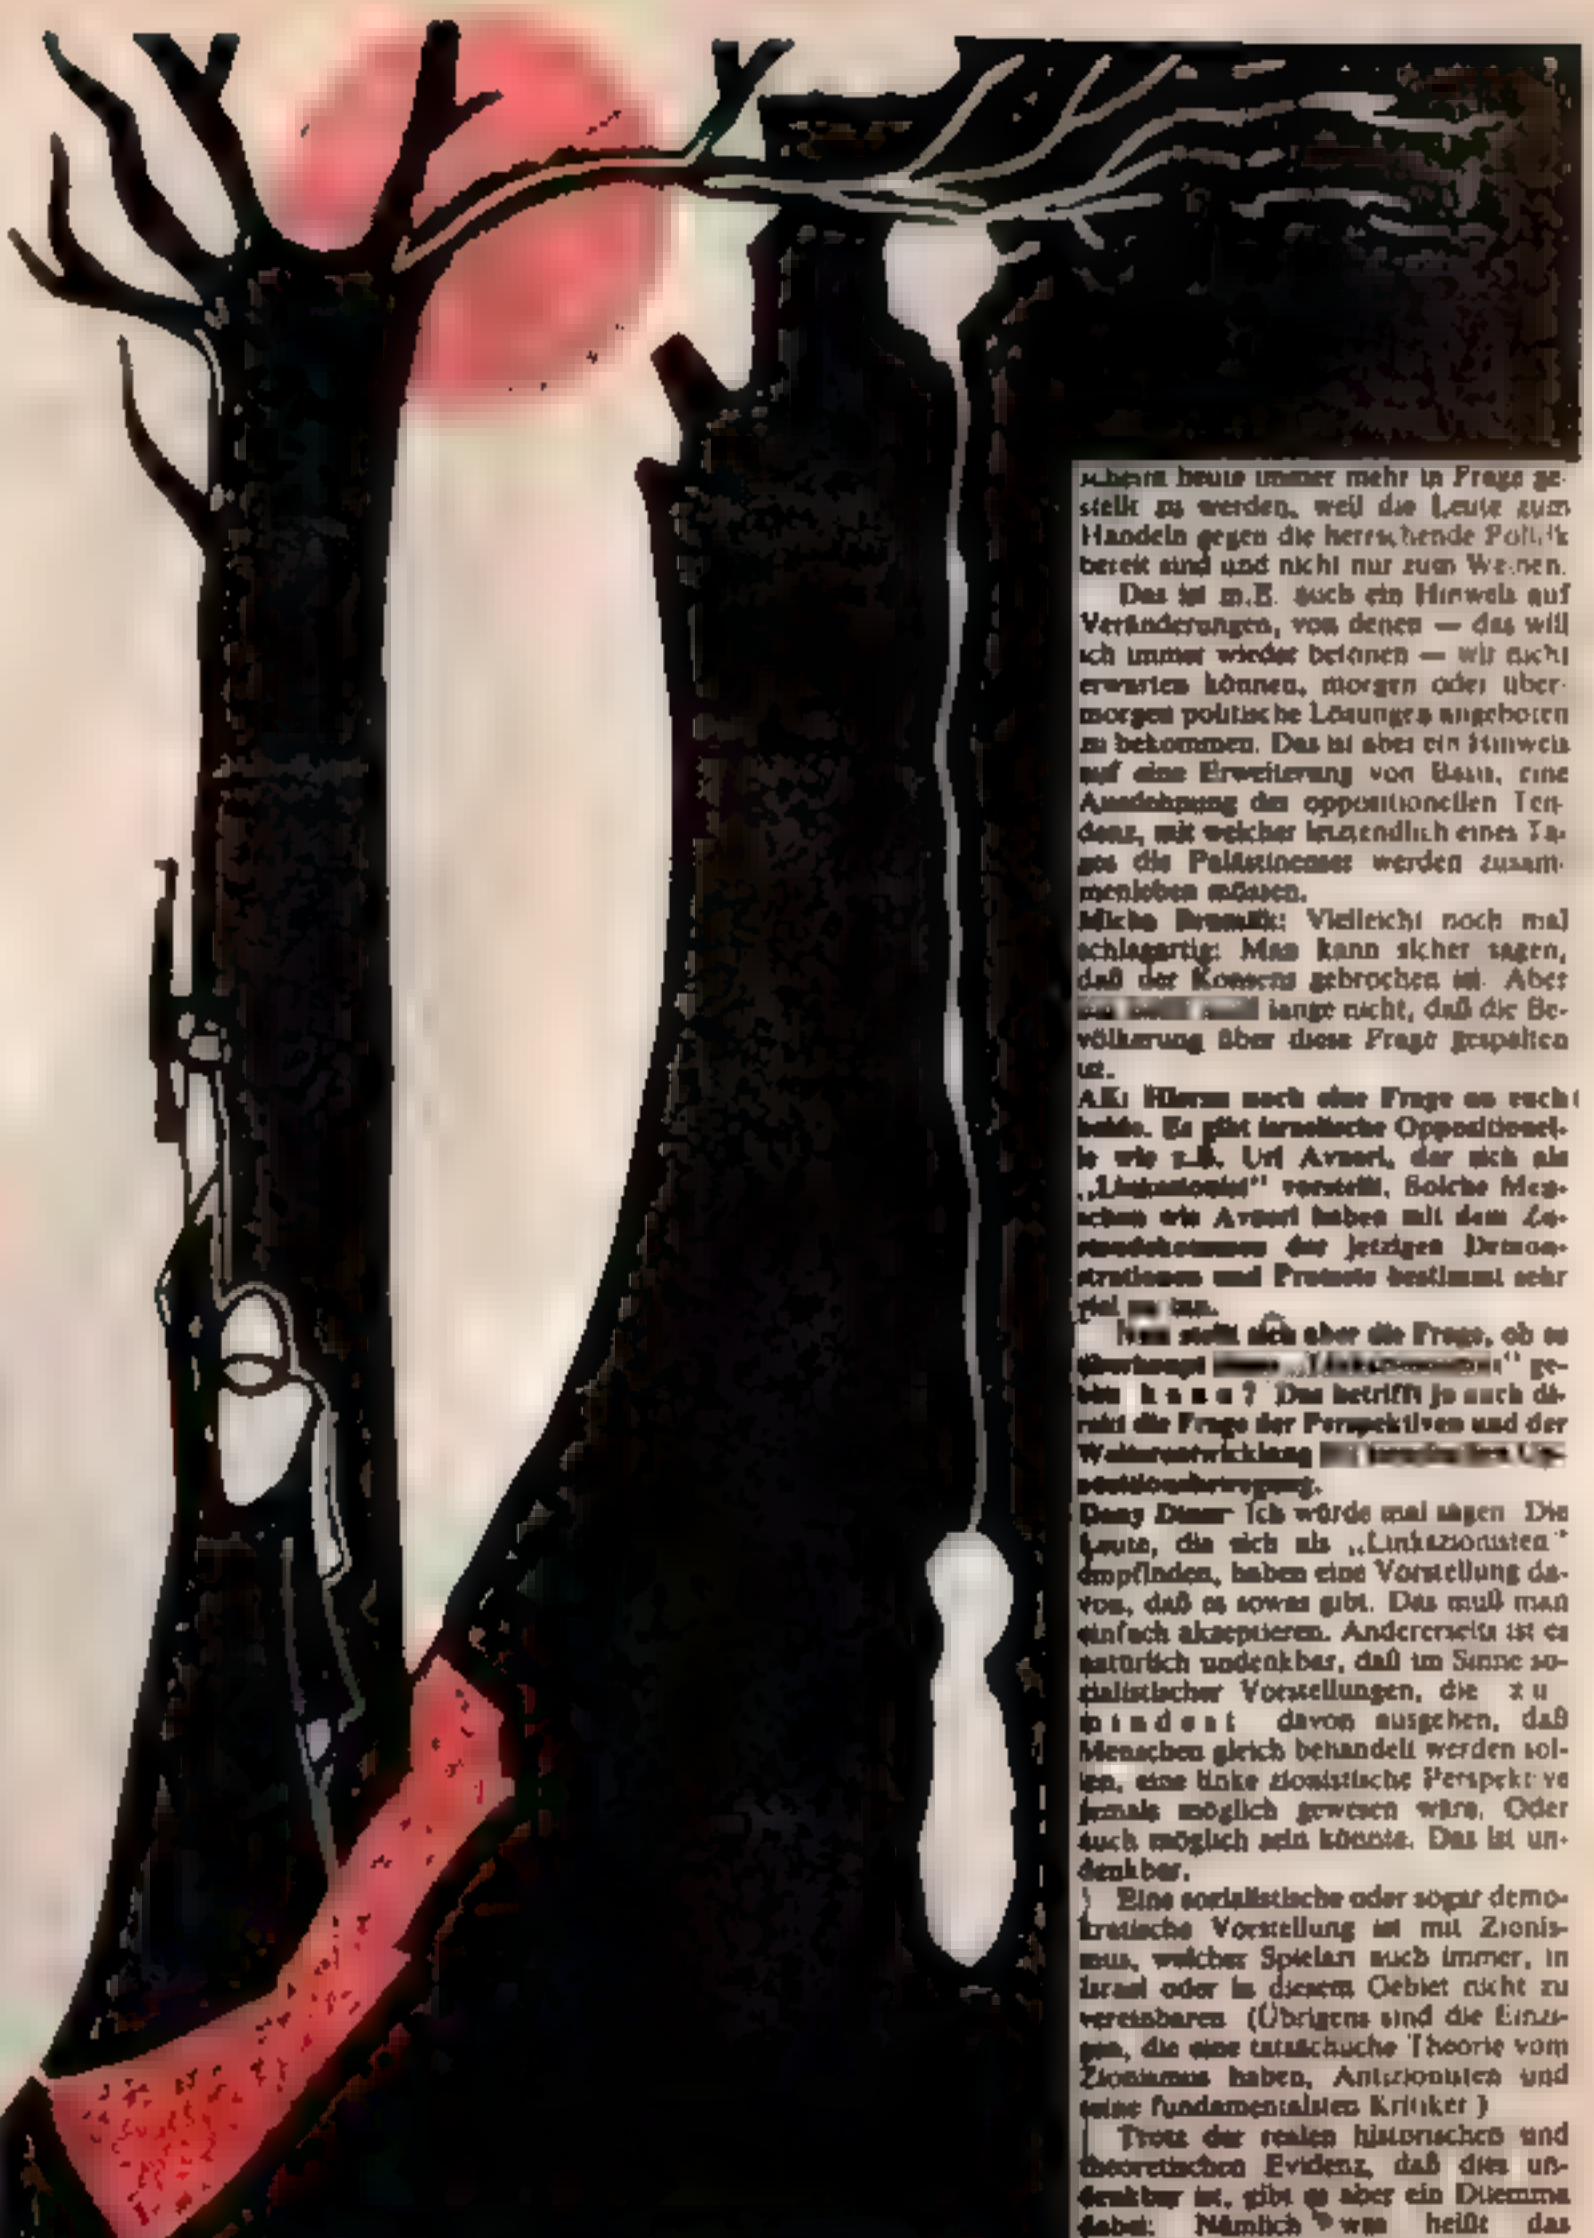 scheint heute immer mehr in Frage ge-
stellt zu werden, weil die Leute zum
Handeln gegen die herrschende Politik
bereit sind und nicht nur zum Weinen.
Das ist m.E. auch ein Hinweis auf
Veränderungen, von denen — das will
ich immer wieder betonen — wir nicht
erwarten können, morgen oder über-
morgen politische Lösungen angeboten
zu bekommen. Das ist aber ein Hinweis
auf eine Erweiterung von Basis, eine
Ausdehnung der oppositionellen Ten-
denz, mit welcher letztendlich eines Ta-
ges die Palästinenser werden zusam-
menleben müssen.
Micha Brumlik: Vielleicht noch mal
schlagartig: Man kann sicher sagen,
daß der Konsens gebrochen ist. Aber
lange nicht, daß die Be-
völkerung über diese Frage gespalten
ist.
AK: Hierzu noch eine Frage an euch
beide. Es gibt israelische Oppositionel-
le wie z.B. Uri Avneri, der sich als
„Linkszionist" vorstellt. Solche Men-
schen wie Avneri haben mit dem Zu-
standekommen der jetzigen Demon-
strationen und Proteste bestimmt sehr
viel zu tun.
Nun stellt sich aber die Frage, ob es
überhaupt ge-
ben kann? Das betrifft ja auch di-
rekt die Frage der Perspektiven und der
Weiterentwicklung
positionsbewegung.
Dany Diner: Ich würde mal sagen: Die
Leute, die sich als „Linkszionisten"
empfinden, haben eine Vorstellung da-
von, daß es sowas gibt. Das muß man
einfach akzeptieren. Andererseits ist es
natürlich undenkbar, daß im Sinne so-
zialistischer Vorstellungen, die zu
mindest davon ausgehen, daß
Menschen gleich behandelt werden sol-
len, eine linke zionistische Perspektive
jemals möglich gewesen wäre. Oder
auch möglich sein könnte. Das ist un-
denkbar.
Eine sozialistische oder sogar demo-
kratische Vorstellung ist mit Zionis-
mus, welcher Spielart auch immer, in
Israel oder in diesem Gebiet nicht zu
vereinbaren. (Übrigens sind die Einzi-
gen, die eine tatsächliche Theorie vom
Zionismus haben, Antizionisten und
seine fundamentalsten Kritiker)
Trotz der realen historischen und
theoretischen Evidenz, daß dies un-
denkbar ist, gibt es aber ein Dilemma
dabei: Nämlich was heißt das